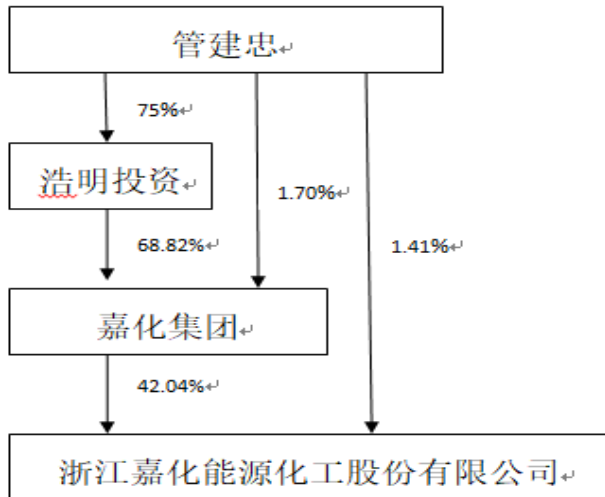 管建忠
75%
浩明投资
1.70%
68.82%
1.41%
嘉化集团
42.04%
浙江嘉化能源化工股份有限公司